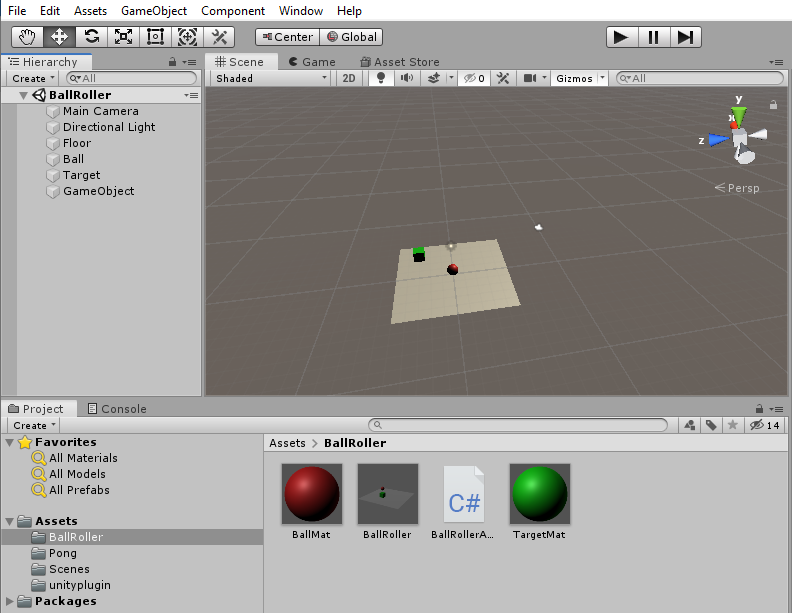 File Edit Assets GameObject Component Window Help
Center Global
Hierarchy
Create All
BallRoller
Main Camera
Directional Light
Floor
Ball
Target
GameObject
Scene Game Asset Store
Shaded 2D 0 Gizmos All
y
x
z
Persp
Project Console
Create
14
Favorites
All Materials
All Models
All Prefabs
Assets
BallRoller
Pong
Scenes
unityplugin
Packages
Assets > BallRoller
C#
BallMat BallRoller BallRollerA... TargetMat